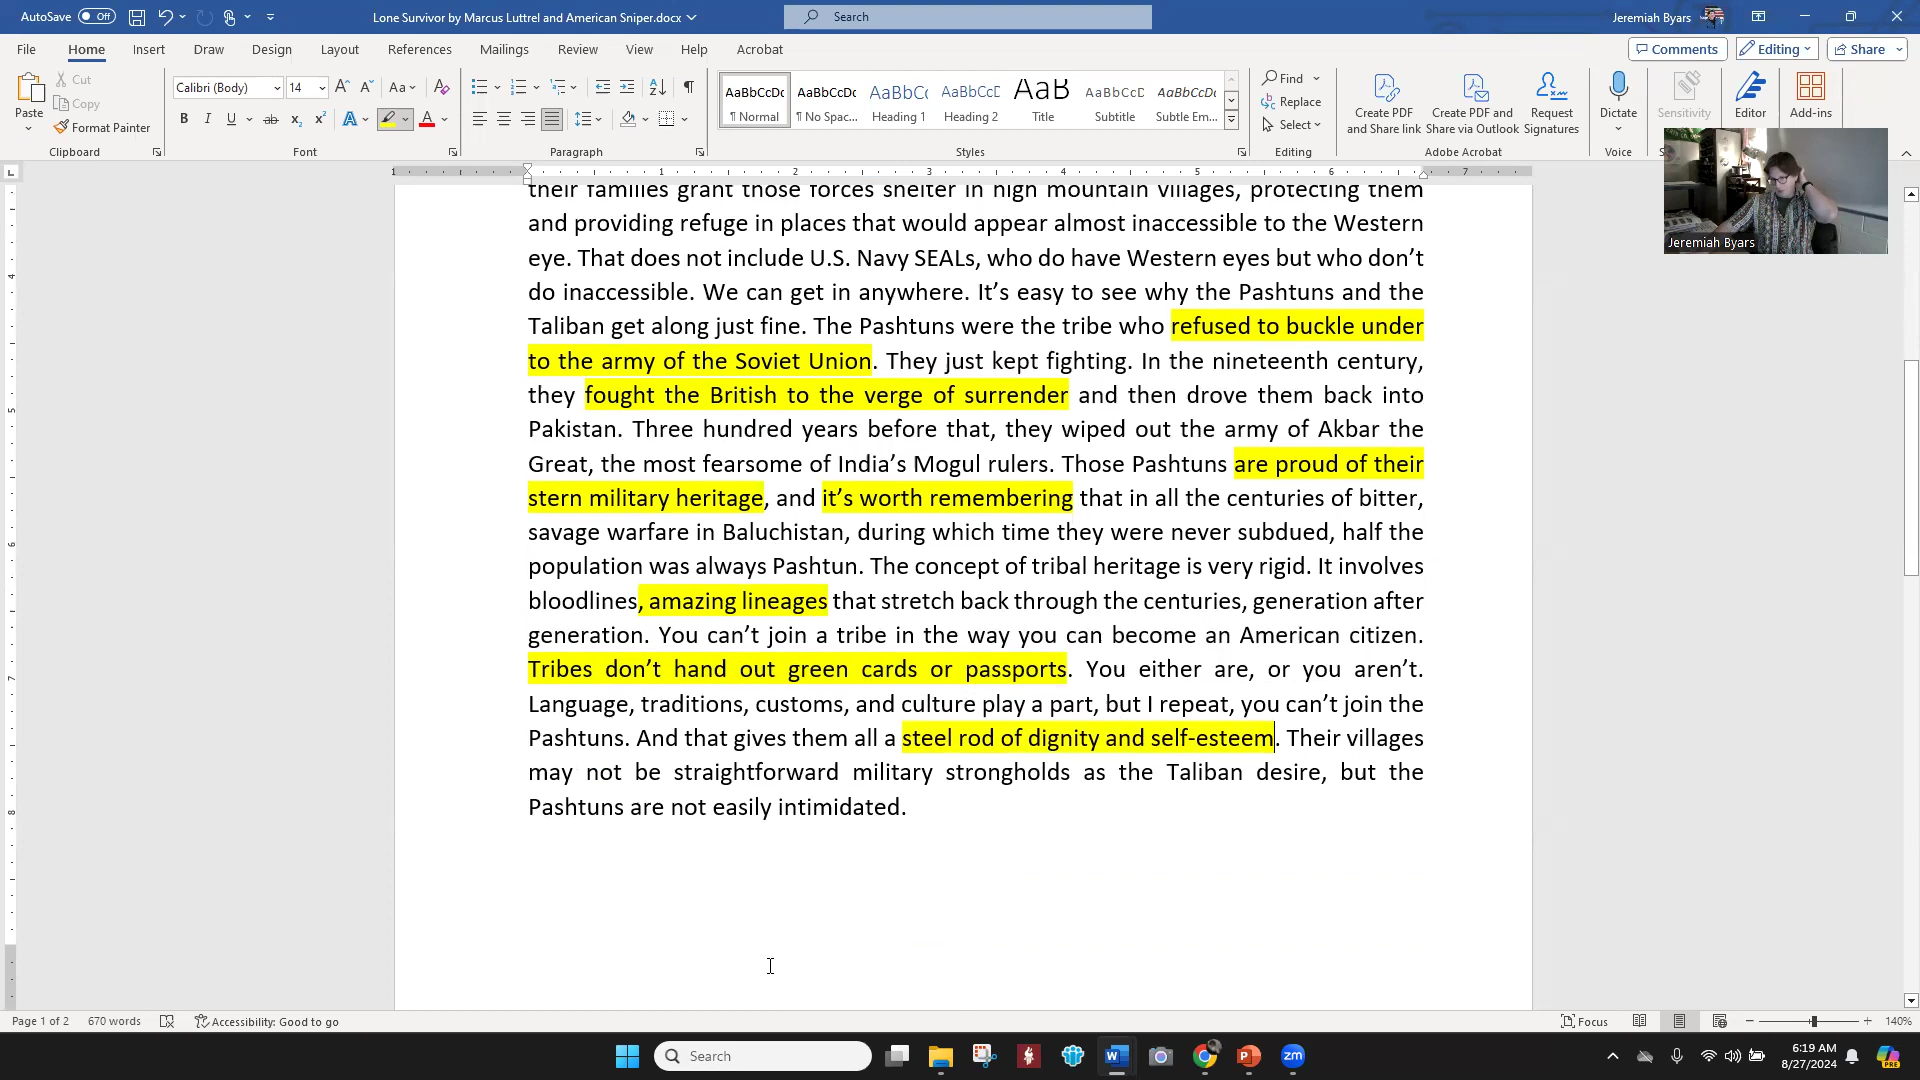 AutoSave Off Lone Survivor by Marcus Luttrel and American Sniper.docx Search Jeremiah Byars
File Home Insert Draw Design Layout References Mailings Review View Help Acrobat Comments Editing Share
Paste Cut Copy Format Painter Clipboard
Calibri (Body) 14 Font
Paragraph
AaBbCcDc ¶ Normal
AaBbCcDc ¶ No Spac...
AaBbC Heading 1
AaBbCcD Heading 2
AaB Title
AaBbCcD Subtitle
AaBbCcDc Subtle Em...
Styles
Find Replace Select Editing
Create PDF and Share link
Create PDF and Share via Outlook
Request Signatures
Adobe Acrobat
Dictate Voice
Sensitivity
Editor
Add-ins
Jeremiah Byars
1 1 2 3 4 5 6 7
their families grant those forces shelter in high mountain villages, protecting them
and providing refuge in places that would appear almost inaccessible to the Western
eye. That does not include U.S. Navy SEALs, who do have Western eyes but who don’t
do inaccessible. We can get in anywhere. It’s easy to see why the Pashtuns and the
Taliban get along just fine. The Pashtuns were the tribe who refused to buckle under
to the army of the Soviet Union. They just kept fighting. In the nineteenth century,
they fought the British to the verge of surrender and then drove them back into
Pakistan. Three hundred years before that, they wiped out the army of Akbar the
Great, the most fearsome of India’s Mogul rulers. Those Pashtuns are proud of their
stern military heritage, and it’s worth remembering that in all the centuries of bitter,
savage warfare in Baluchistan, during which time they were never subdued, half the
population was always Pashtun. The concept of tribal heritage is very rigid. It involves
bloodlines, amazing lineages that stretch back through the centuries, generation after
generation. You can’t join a tribe in the way you can become an American citizen.
Tribes don’t hand out green cards or passports. You either are, or you aren’t.
Language, traditions, customs, and culture play a part, but I repeat, you can’t join the
Pashtuns. And that gives them all a steel rod of dignity and self-esteem. Their villages
may not be straightforward military strongholds as the Taliban desire, but the
Pashtuns are not easily intimidated.
Page 1 of 2 670 words Accessibility: Good to go Focus 140%
Search 6:19 AM
8/27/2024